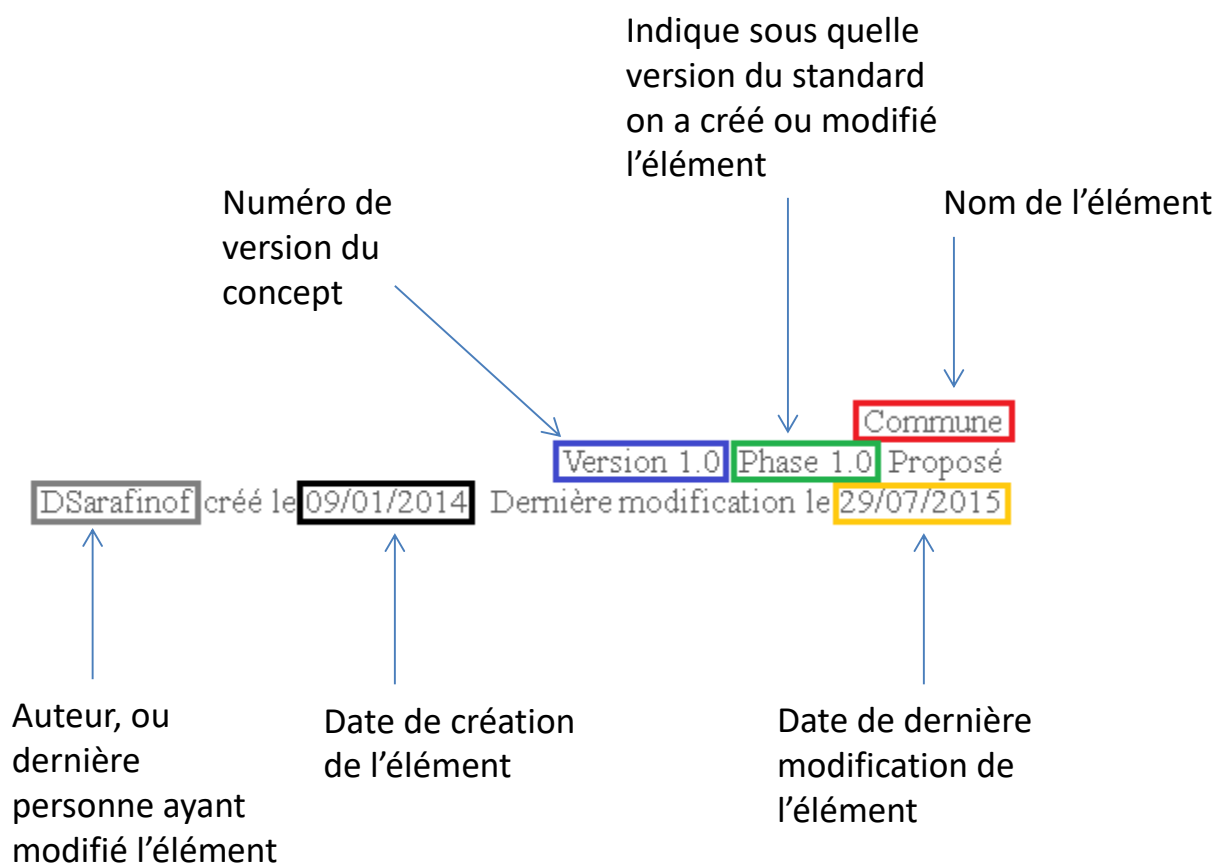 Indique sous quelle
version du standard
on a créé ou modifié
l’élément
Numéro de
version du
concept
Nom de l’élément
Commune
Version 1.0 Phase 1.0 Proposé
DSarafinof créé le 09/01/2014 Dernière modification le 29/07/2015
Auteur, ou
dernière
personne ayant
modifié l’élément
Date de création
de l’élément
Date de dernière
modification de
l’élément